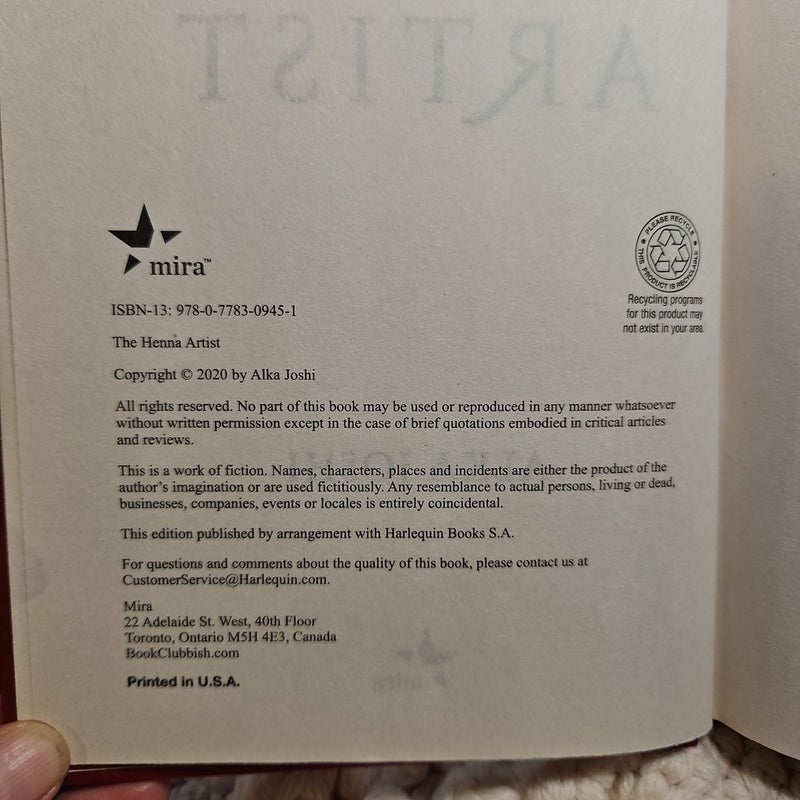 ARTIST
mira™
ISBN-13: 978-0-7783-0945-1
The Henna Artist
Copyright © 2020 by Alka Joshi
All rights reserved. No part of this book may be used or reproduced in any manner whatsoever
without written permission except in the case of brief quotations embodied in critical articles
and reviews.
This is a work of fiction. Names, characters, places and incidents are either the product of the
author's imagination or are used fictitiously. Any resemblance to actual persons, living or dead,
businesses, companies, events or locales is entirely coincidental.
This edition published by arrangement with Harlequin Books S.A.
For questions and comments about the quality of this book, please contact us at
CustomerService@Harlequin.com.
Mira
22 Adelaide St. West, 40th Floor
Toronto, Ontario M5H 4E3, Canada
BookClubbish.com
Printed in U.S.A.
PLEASE RECYCLE
THIS PRODUCT IS RECYCLABLE
Recycling programs
for this product may
not exist in your area.